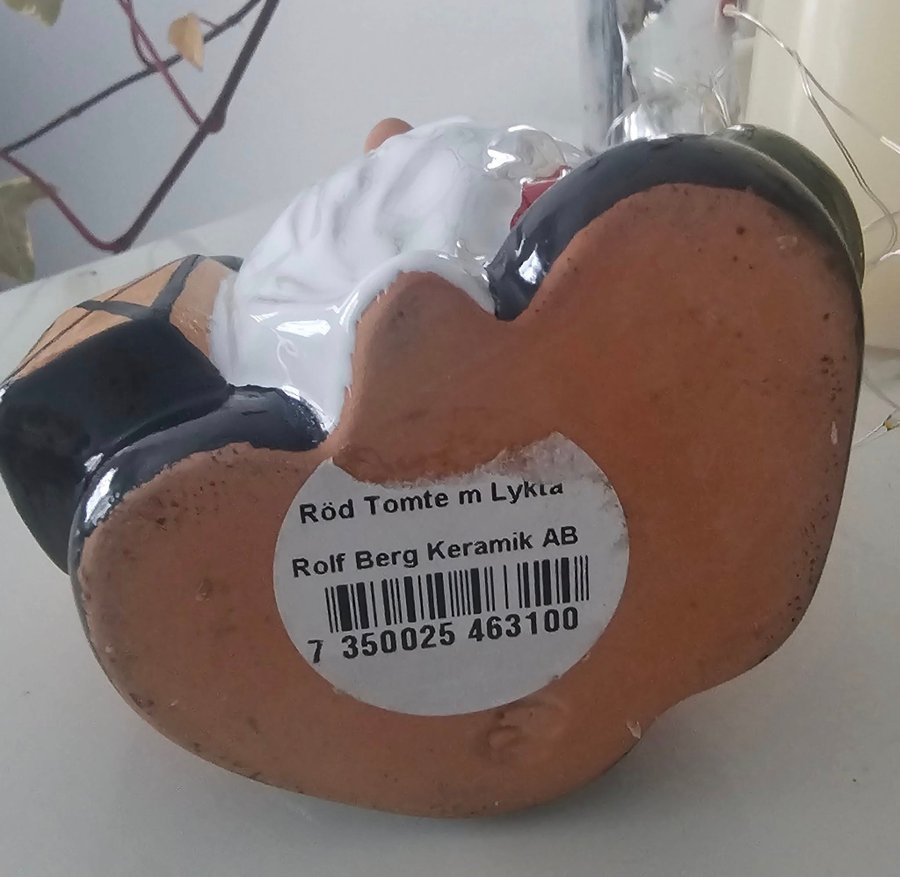 Röd Tomte m Lykta
Rolf Berg Keramik AB
7 350025 463100